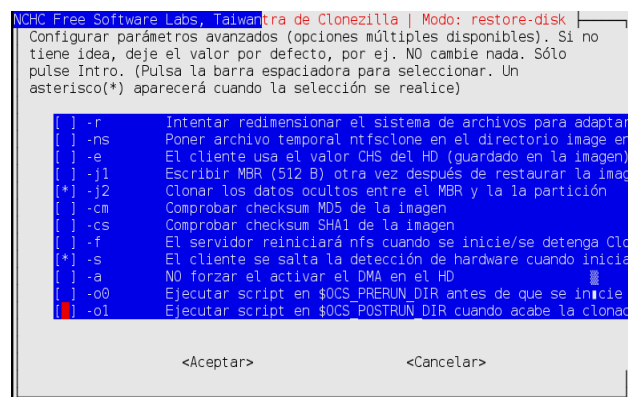 NCHC Free Software Labs, Taiwantra de Clonezilla | Modo: restore-disk
Configurar parámetros avanzados (opciones múltiples disponibles). Si no
tiene idea, deje el valor por defecto, por ej. NO cambie nada. Sólo
pulse Intro. (Pulsa la barra espaciadora para seleccionar. Un
asterisco(*) aparecerá cuando la selección se realice)
[ ] -r Intentar redimensionar el sistema de archivos para adaptar
[ ] -ns Poner archivo temporal ntfsclone en el directorio image en
[ ] -e El cliente usa el valor CHS del HD (guardado en la imagen)
[ ] -j1 Escribir MBR (512 B) otra vez después de restaurar la imag
[*] -j2 Clonar los datos ocultos entre el MBR y la 1a partición
[ ] -cm Comprobar checksum MD5 de la imagen
[ ] -cs Comprobar checksum SHA1 de la imagen
[ ] -f El servidor reiniciará nfs cuando se inicie/se detenga Clo
[*] -s El cliente se salta la detección de hardware cuando inicia
[ ] -a NO forzar el activar el DMA en el HD
[ ] -o0 Ejecutar script en $OCS_PRERUN_DIR antes de que se inicie
[ ] -o1 Ejecutar script en $OCS_POSTRUN_DIR cuando acabe la clonac
<Aceptar> <Cancelar>